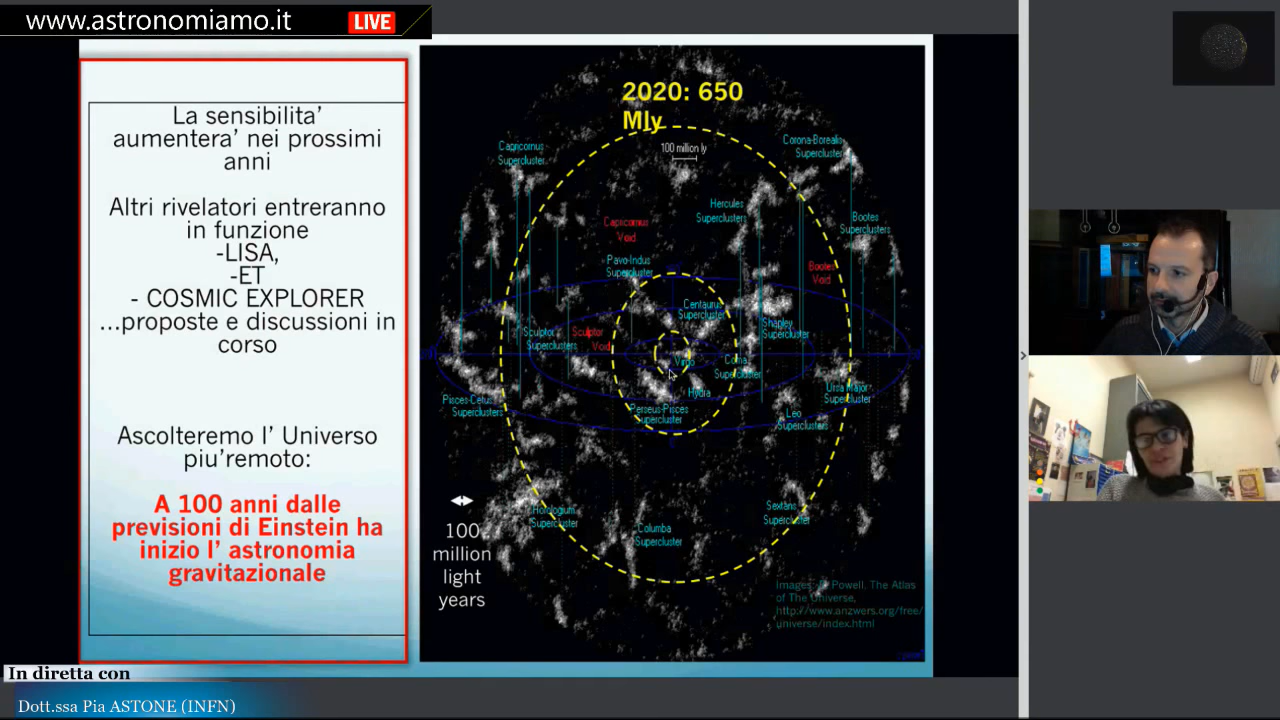 www.astronomiamo.it LIVE
La sensibilita'
aumentera' nei prossimi
anni
Altri rivelatori entreranno
in funzione
-LISA,
-ET
- COSMIC EXPLORER
...proposte e discussioni in
corso
Ascolteremo l' Universo
piu'remoto:
A 100 anni dalle
previsioni di Einstein ha
inizio l' astronomia
gravitazionale
2020: 650
Mly
100 million ly
Capricornus
Supercluster
Corona-Borealis
Supercluster
Hercules
Superclusters
Capricornus
Void
Bootes
Superclusters
Pavo-Indus
Supercluster
Bootes
Void
Centaurus
Supercluster
Sculptor
Superclusters
Sculptor
Void
Shapley
Supercluster
Virgo
Coma
Supercluster
Hydra
Perseus-Pisces
Supercluster
Pisces-Cetus
Superclusters
Ursa Major
Supercluster
Leo
Superclusters
Horologium
Supercluster
Columba
Supercluster
Sextans
Supercluster
100
million
light
years
Powell. The Atlas
of The Universe,
http://www.anzwers.org/free/
universe/index.html
In diretta con
Dott.ssa Pia ASTONE (INFN)